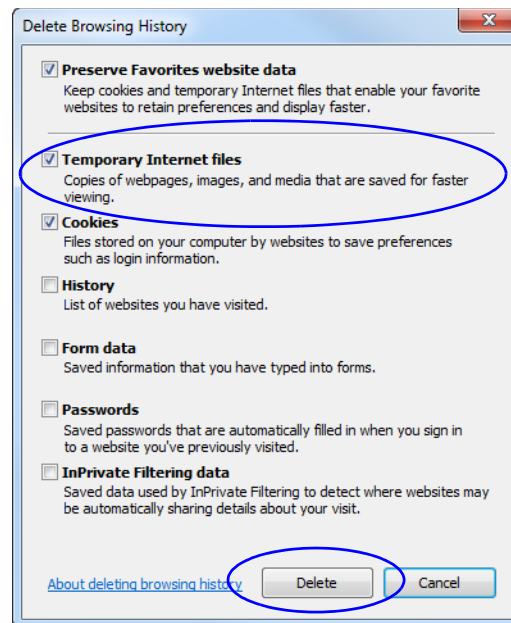 Delete Browsing History
Preserve Favorites website data
Keep cookies and temporary Internet files that enable your favorite
websites to retain preferences and display faster.
Temporary Internet files
Copies of webpages, images, and media that are saved for faster
viewing.
Cookies
Files stored on your computer by websites to save preferences
such as login information.
History
List of websites you have visited.
Form data
Saved information that you have typed into forms.
Passwords
Saved passwords that are automatically filled in when you sign in
to a website you've previously visited.
InPrivate Filtering data
Saved data used by InPrivate Filtering to detect where websites may
be automatically sharing details about your visit.
About deleting browsing history Delete Cancel